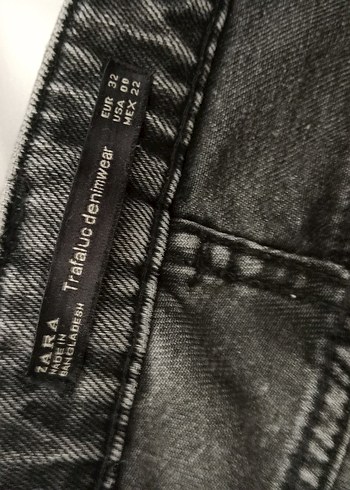 ZARA
MADE IN
BANGLADESH
Trafaluc denimwear
EUR 32
USA 00
MEX 22